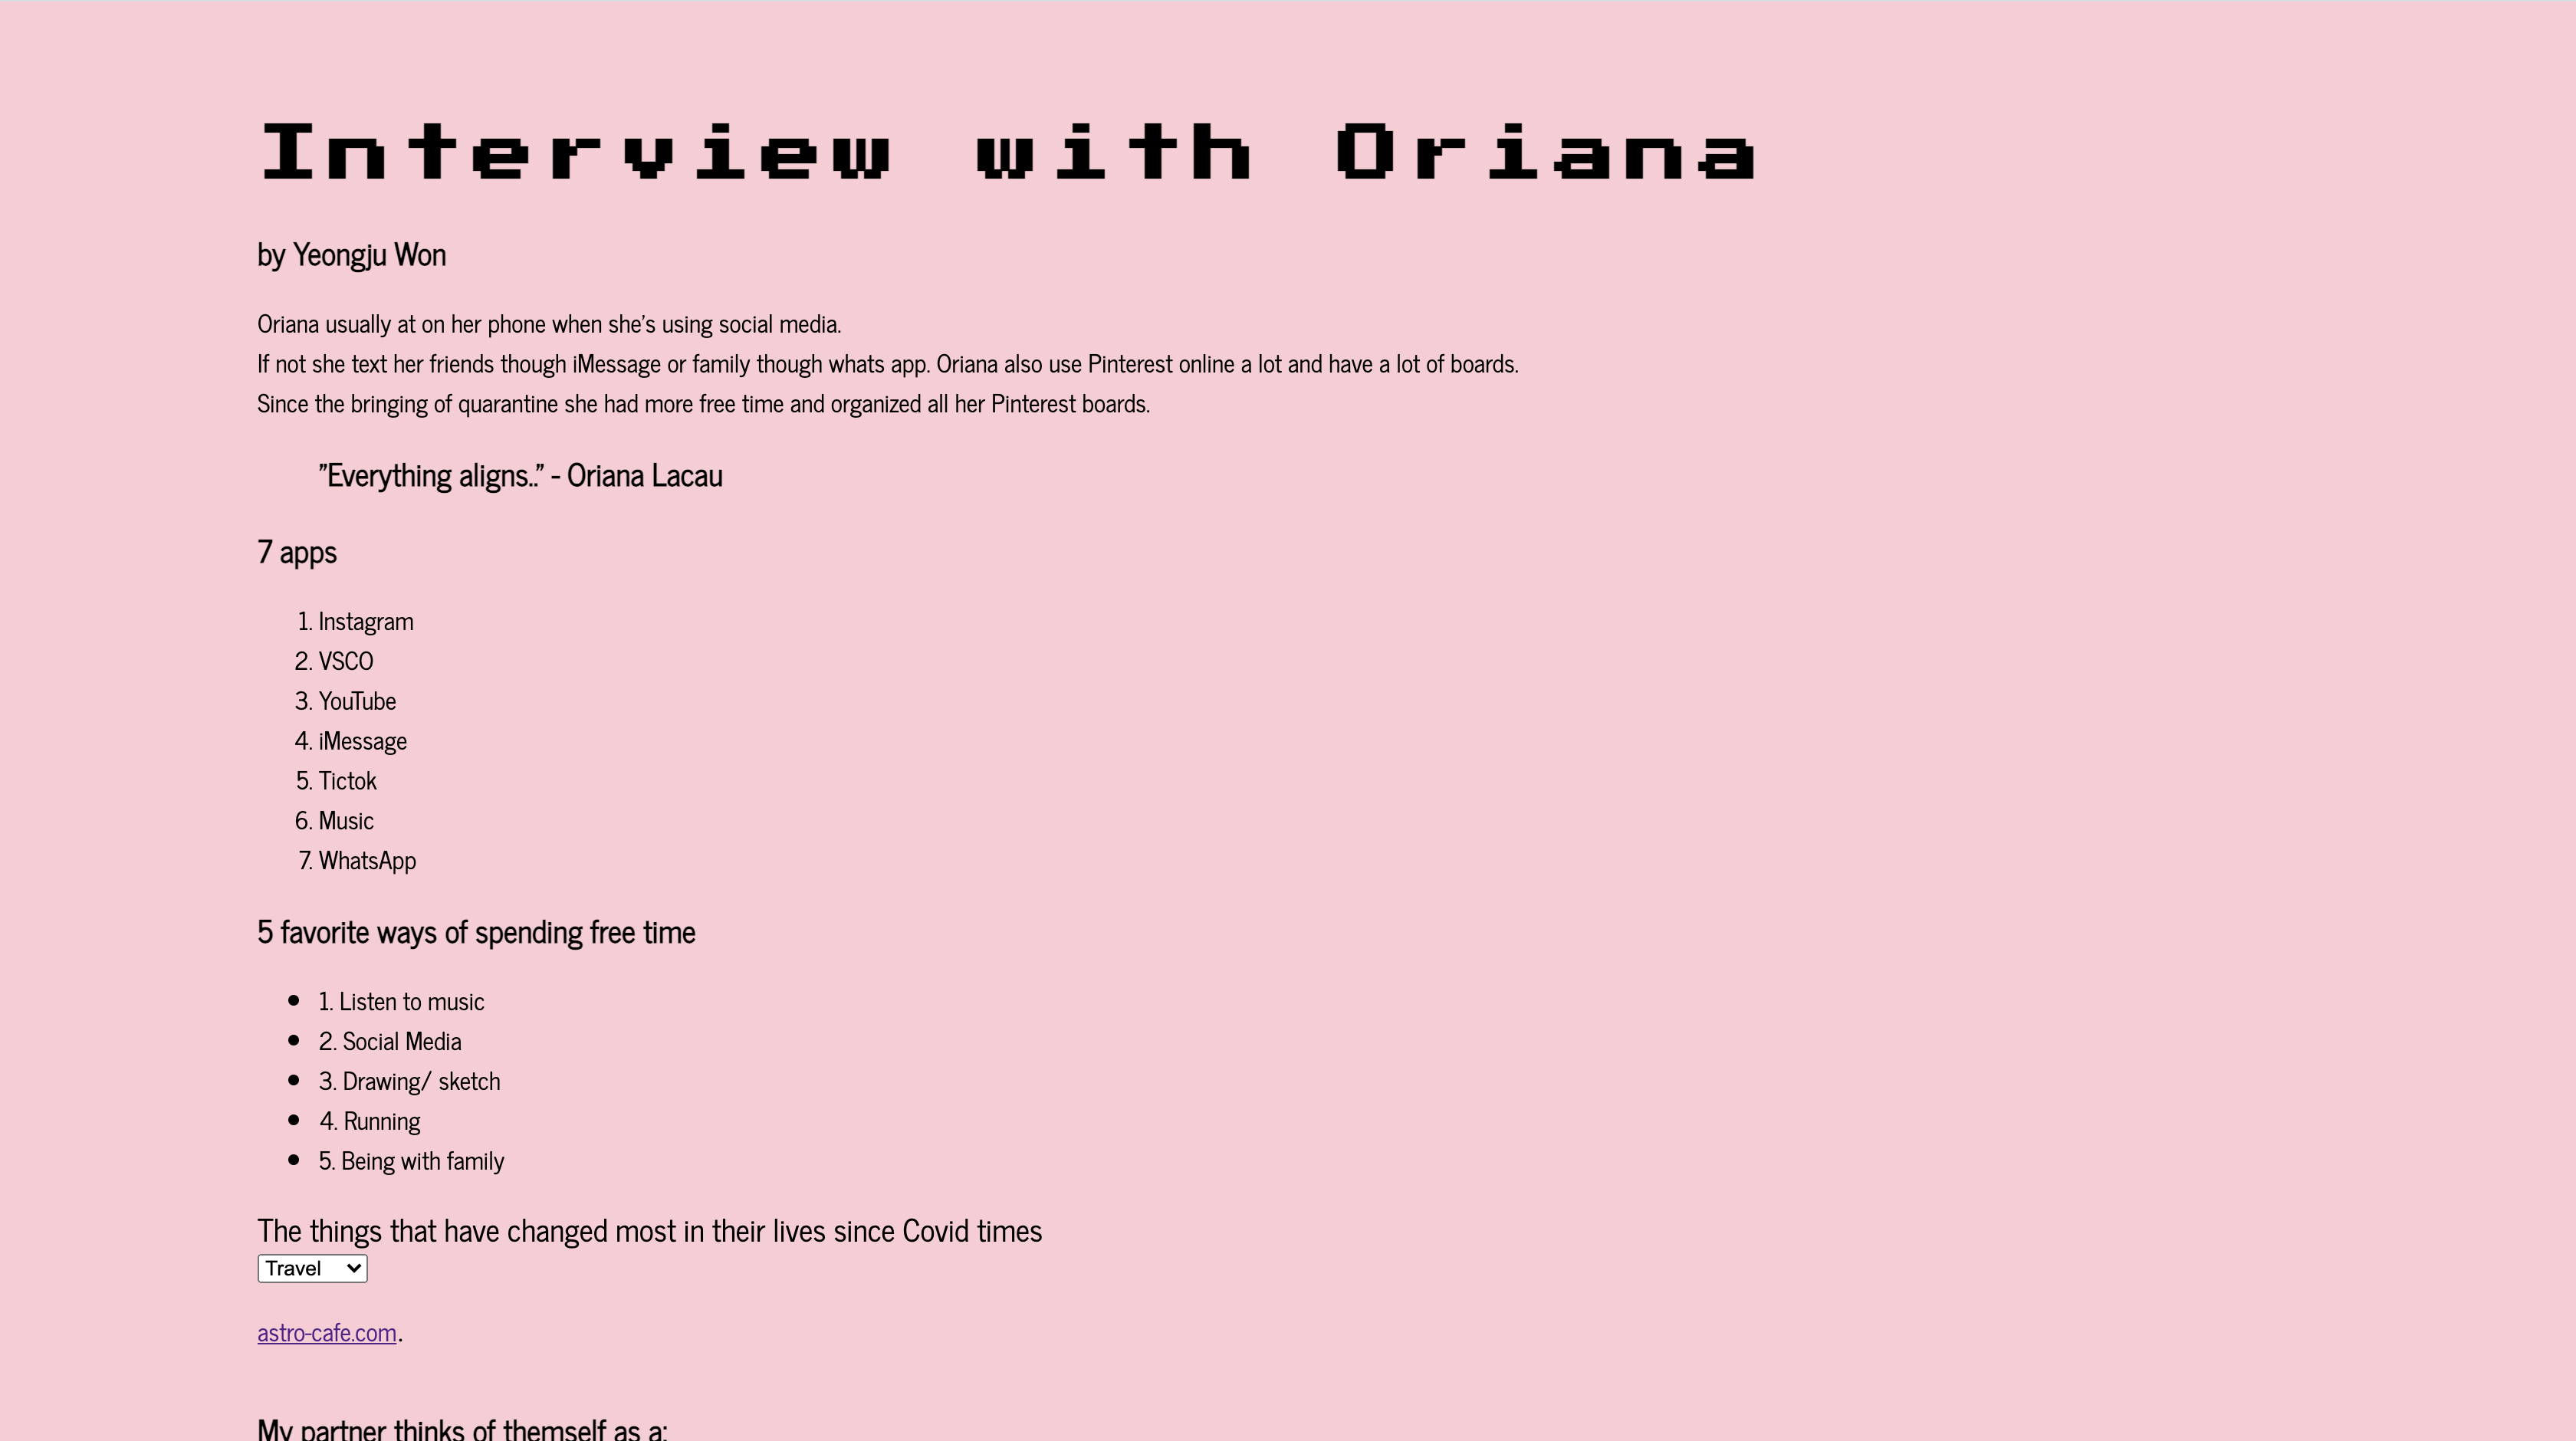 Interview with Oriana
by Yeongju Won
Oriana usually at on her phone when she's using social media.
If not she text her friends though iMessage or family though whats app. Oriana also use Pinterest online a lot and have a lot of boards.
Since the bringing of quarantine she had more free time and organized all her Pinterest boards.
"Everything aligns.." - Oriana Lacau
7 apps
1. Instagram
2. VSCO
3. YouTube
4. iMessage
5. Tictok
6. Music
7. WhatsApp
5 favorite ways of spending free time
• 1. Listen to music
• 2. Social Media
• 3. Drawing/ sketch
• 4. Running
• 5. Being with family
The things that have changed most in their lives since Covid times
Travel
astro-cafe.com.
My partner thinks of themself as a: